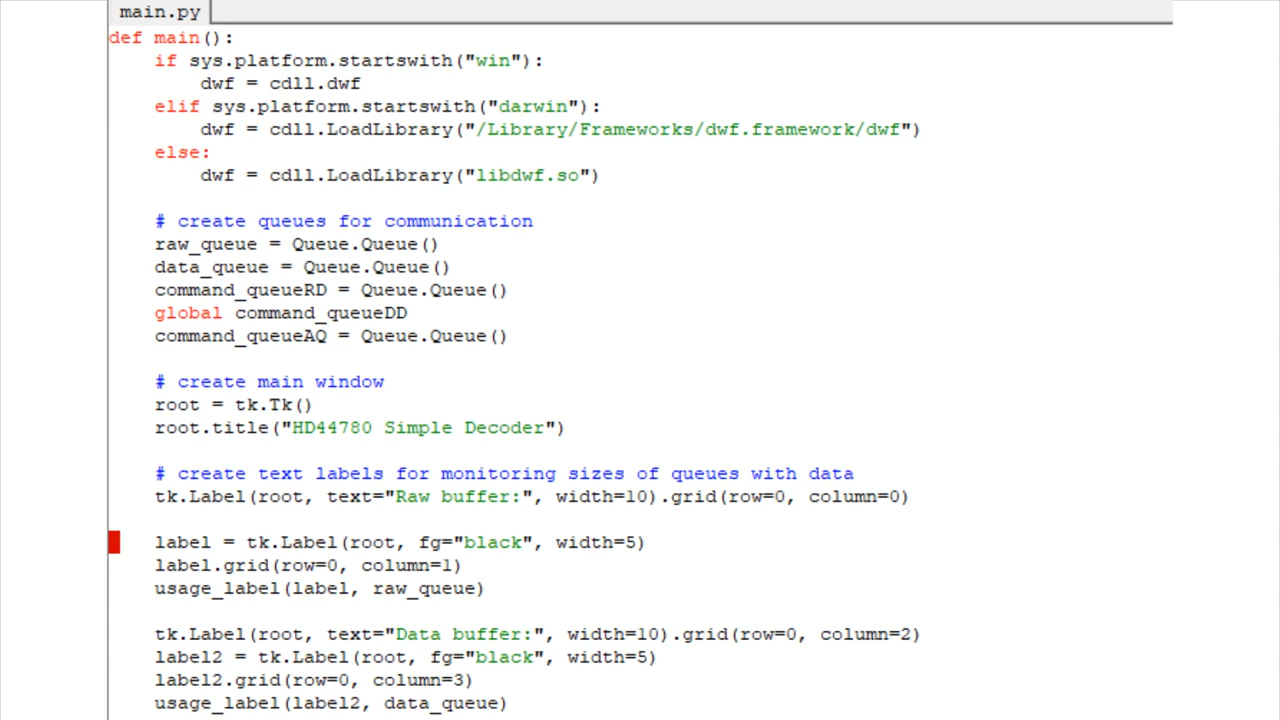 main.py
def main():
    if sys.platform.startswith("win"):
        dwf = cdll.dwf
    elif sys.platform.startswith("darwin"):
        dwf = cdll.LoadLibrary("/Library/Frameworks/dwf.framework/dwf")
    else:
        dwf = cdll.LoadLibrary("libdwf.so")
    # create queues for communication
    raw_queue = Queue.Queue()
    data_queue = Queue.Queue()
    command_queueRD = Queue.Queue()
    global command_queueDD
    command_queueAQ = Queue.Queue()
    # create main window
    root = tk.Tk()
    root.title("HD44780 Simple Decoder")
    # create text labels for monitoring sizes of queues with data
    tk.Label(root, text="Raw buffer:", width=10).grid(row=0, column=0)
    label = tk.Label(root, fg="black", width=5)
    label.grid(row=0, column=1)
    usage_label(label, raw_queue)
    tk.Label(root, text="Data buffer:", width=10).grid(row=0, column=2)
    label2 = tk.Label(root, fg="black", width=5)
    label2.grid(row=0, column=3)
    usage_label(label2, data_queue)